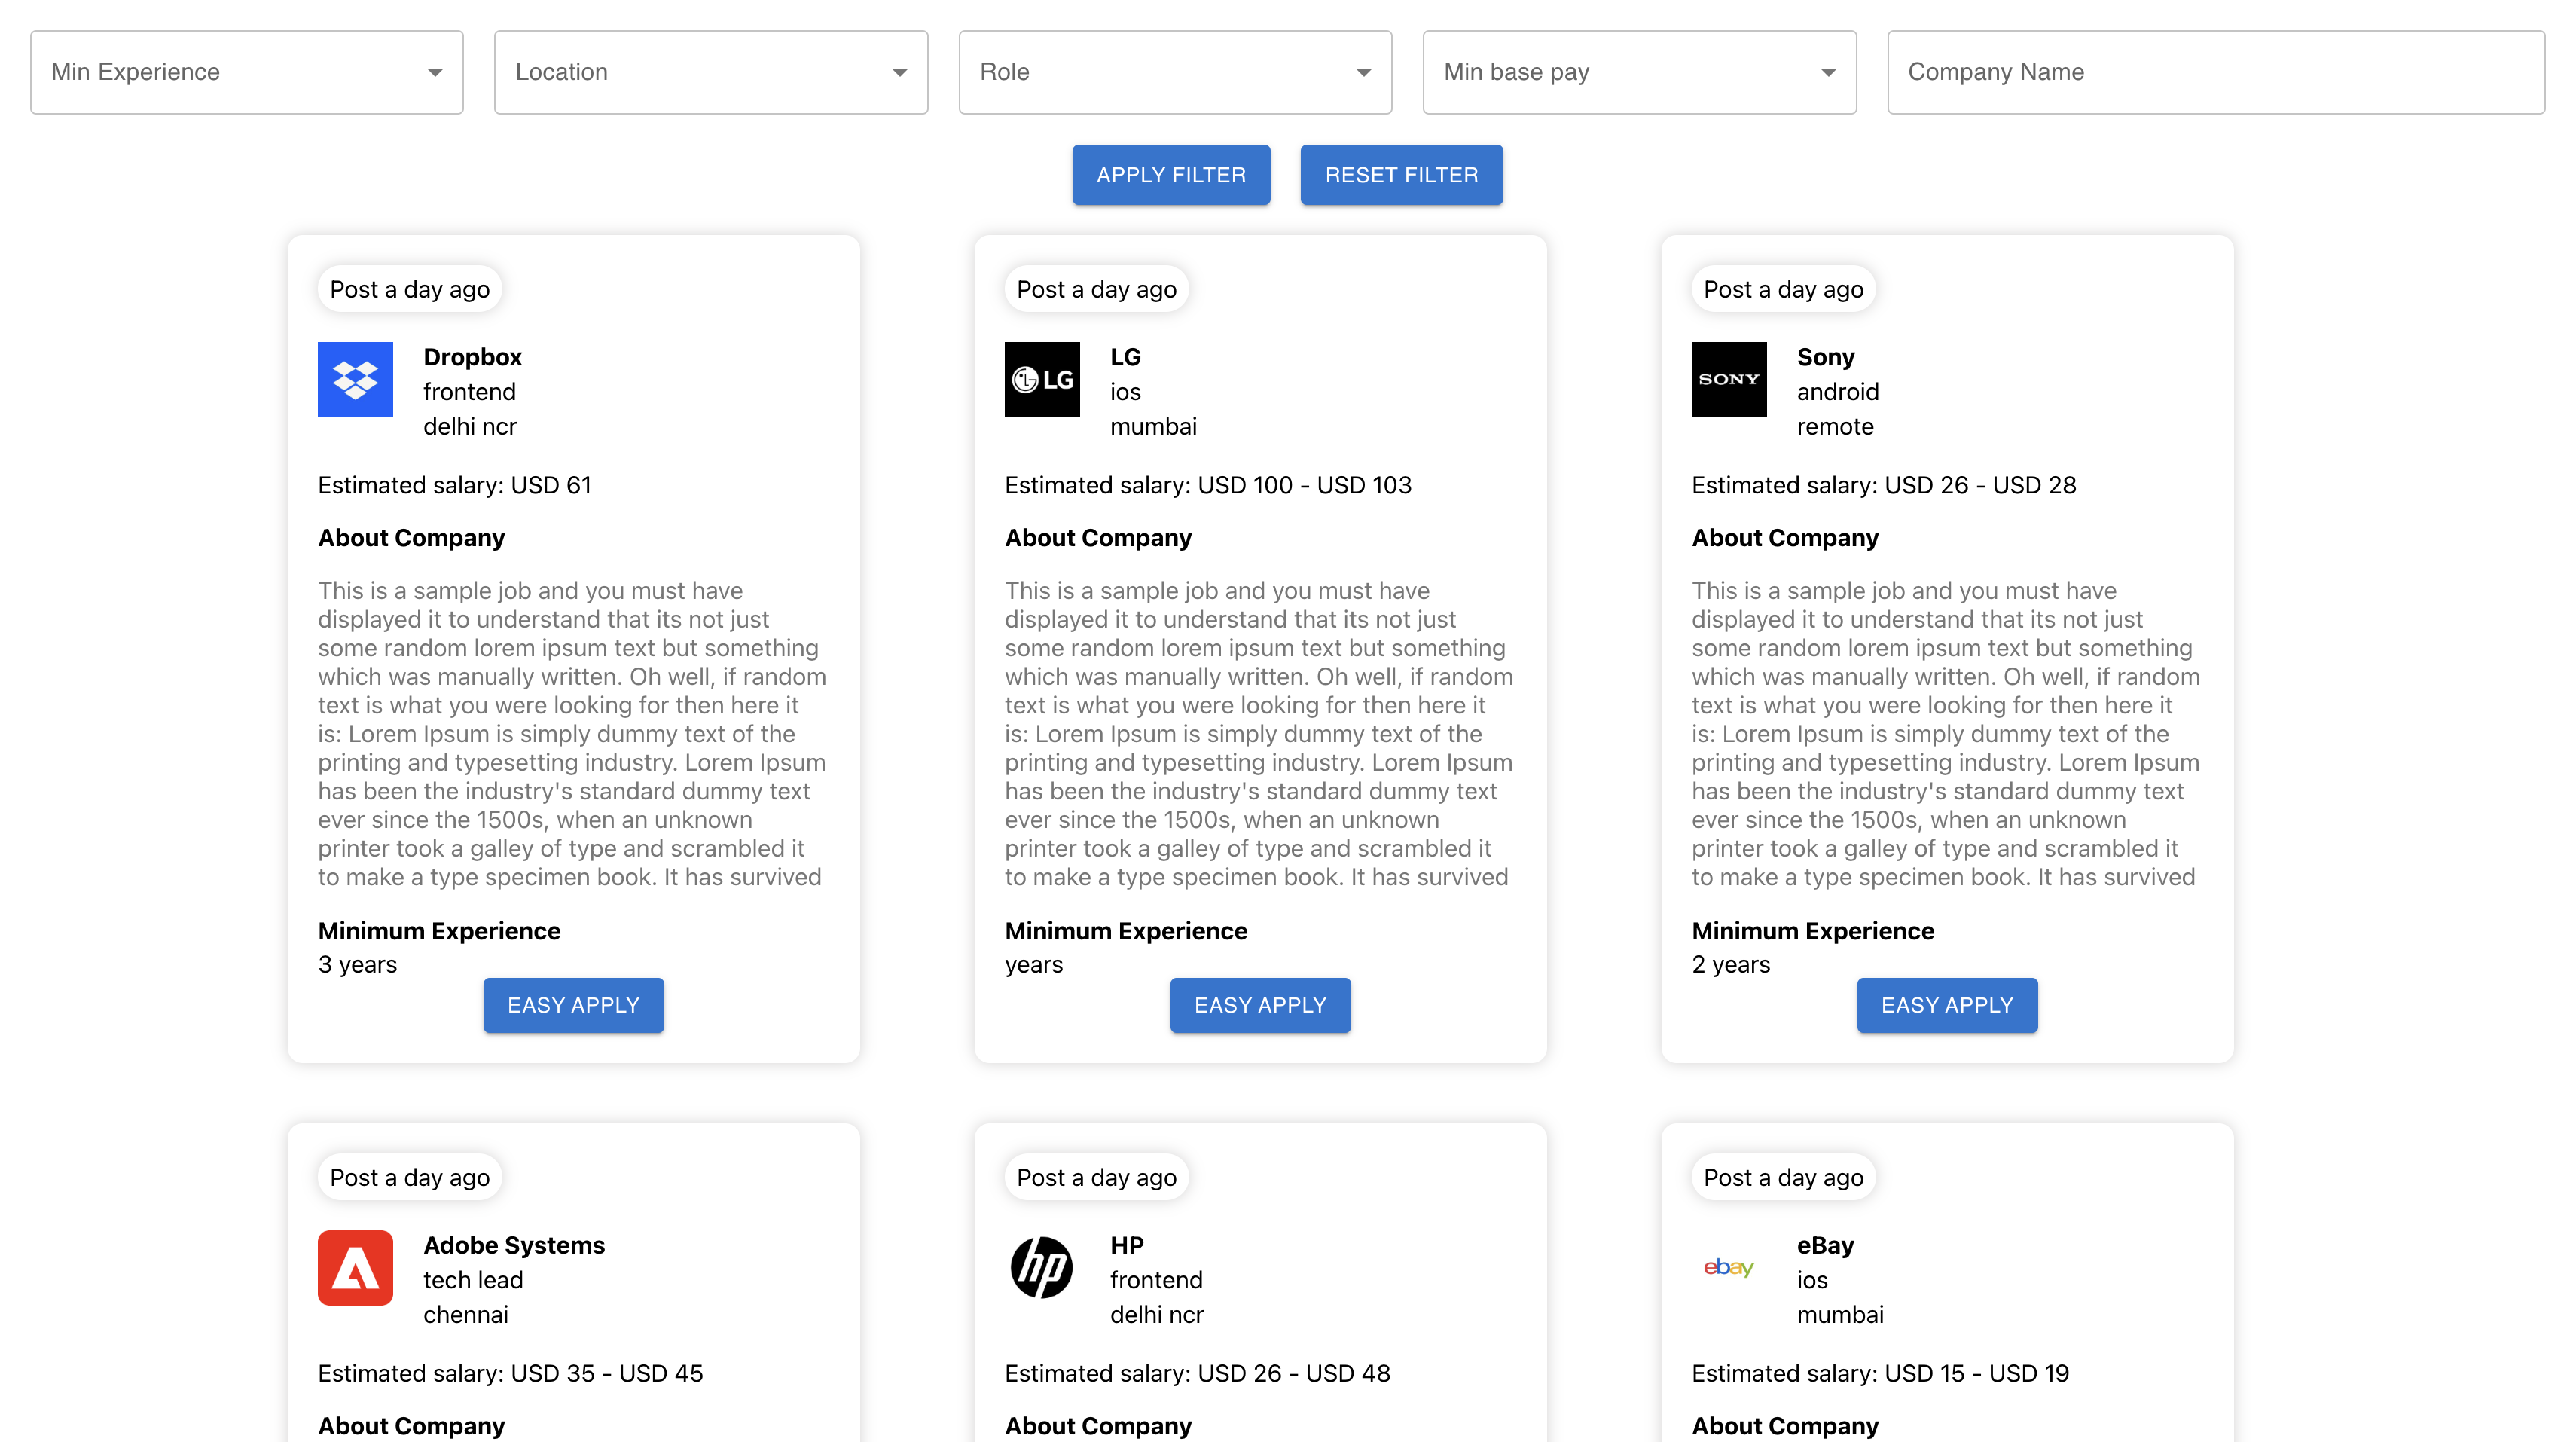 Min Experience
Location
Role
Min base pay
Company Name
APPLY FILTER
RESET FILTER
Post a day ago
Dropbox
frontend
delhi ncr
Estimated salary: USD 61
About Company
This is a sample job and you must have
displayed it to understand that its not just
some random lorem ipsum text but something
which was manually written. Oh well, if random
text is what you were looking for then here it
is: Lorem Ipsum is simply dummy text of the
printing and typesetting industry. Lorem Ipsum
has been the industry's standard dummy text
ever since the 1500s, when an unknown
printer took a galley of type and scrambled it
to make a type specimen book. It has survived
Minimum Experience
3 years
EASY APPLY
Post a day ago
LG
LG
ios
mumbai
Estimated salary: USD 100 - USD 103
About Company
This is a sample job and you must have
displayed it to understand that its not just
some random lorem ipsum text but something
which was manually written. Oh well, if random
text is what you were looking for then here it
is: Lorem Ipsum is simply dummy text of the
printing and typesetting industry. Lorem Ipsum
has been the industry's standard dummy text
ever since the 1500s, when an unknown
printer took a galley of type and scrambled it
to make a type specimen book. It has survived
Minimum Experience
years
EASY APPLY
Post a day ago
SONY
Sony
android
remote
Estimated salary: USD 26 - USD 28
About Company
This is a sample job and you must have
displayed it to understand that its not just
some random lorem ipsum text but something
which was manually written. Oh well, if random
text is what you were looking for then here it
is: Lorem Ipsum is simply dummy text of the
printing and typesetting industry. Lorem Ipsum
has been the industry's standard dummy text
ever since the 1500s, when an unknown
printer took a galley of type and scrambled it
to make a type specimen book. It has survived
Minimum Experience
2 years
EASY APPLY
Post a day ago
Adobe Systems
tech lead
chennai
Estimated salary: USD 35 - USD 45
About Company
Post a day ago
hp
HP
frontend
delhi ncr
Estimated salary: USD 26 - USD 48
About Company
Post a day ago
ebay
eBay
ios
mumbai
Estimated salary: USD 15 - USD 19
About Company